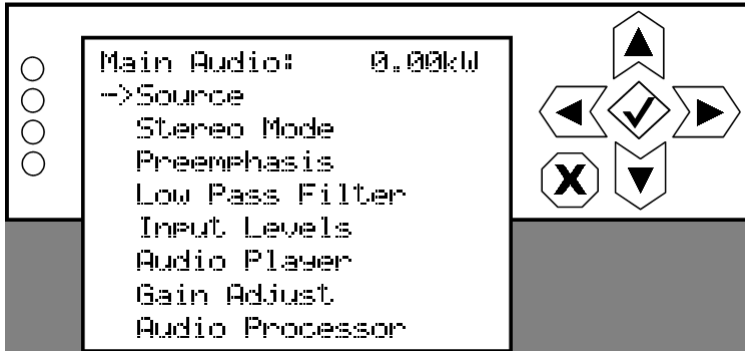 Main Audio:     0.00kW
->Source
Stereo Mode
Preemphasis
Low Pass Filter
Input Levels
Audio Player
Gain Adjust
Audio Processor
X